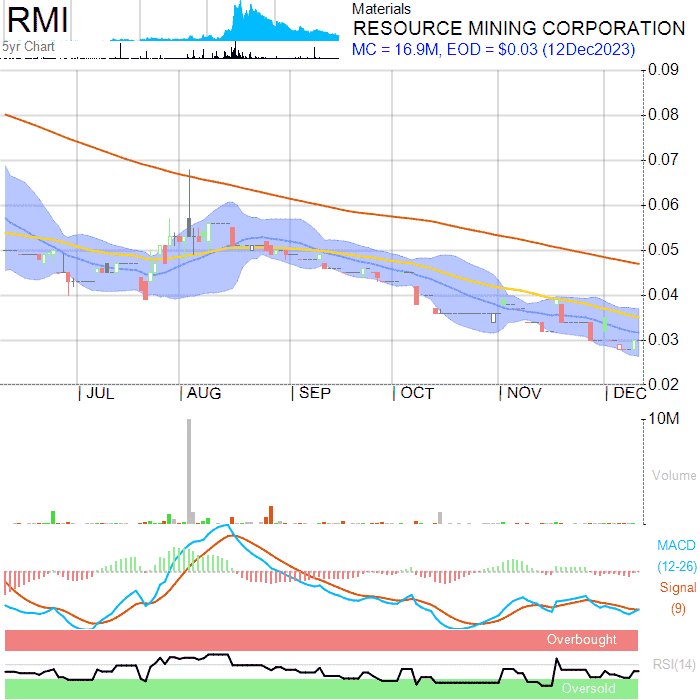 RMI
5yr Chart
Materials
RESOURCE MINING CORPORATION
MC = 16.9M, EOD = $0.03 (12Dec2023)
0.09
0.08
0.07
0.06
0.05
0.04
0.03
0.02
JUL AUG SEP OCT NOV DEC
10M
Volume
MACD
(12-26)
Signal
(9)
Overbought
RSI(14)
Oversold